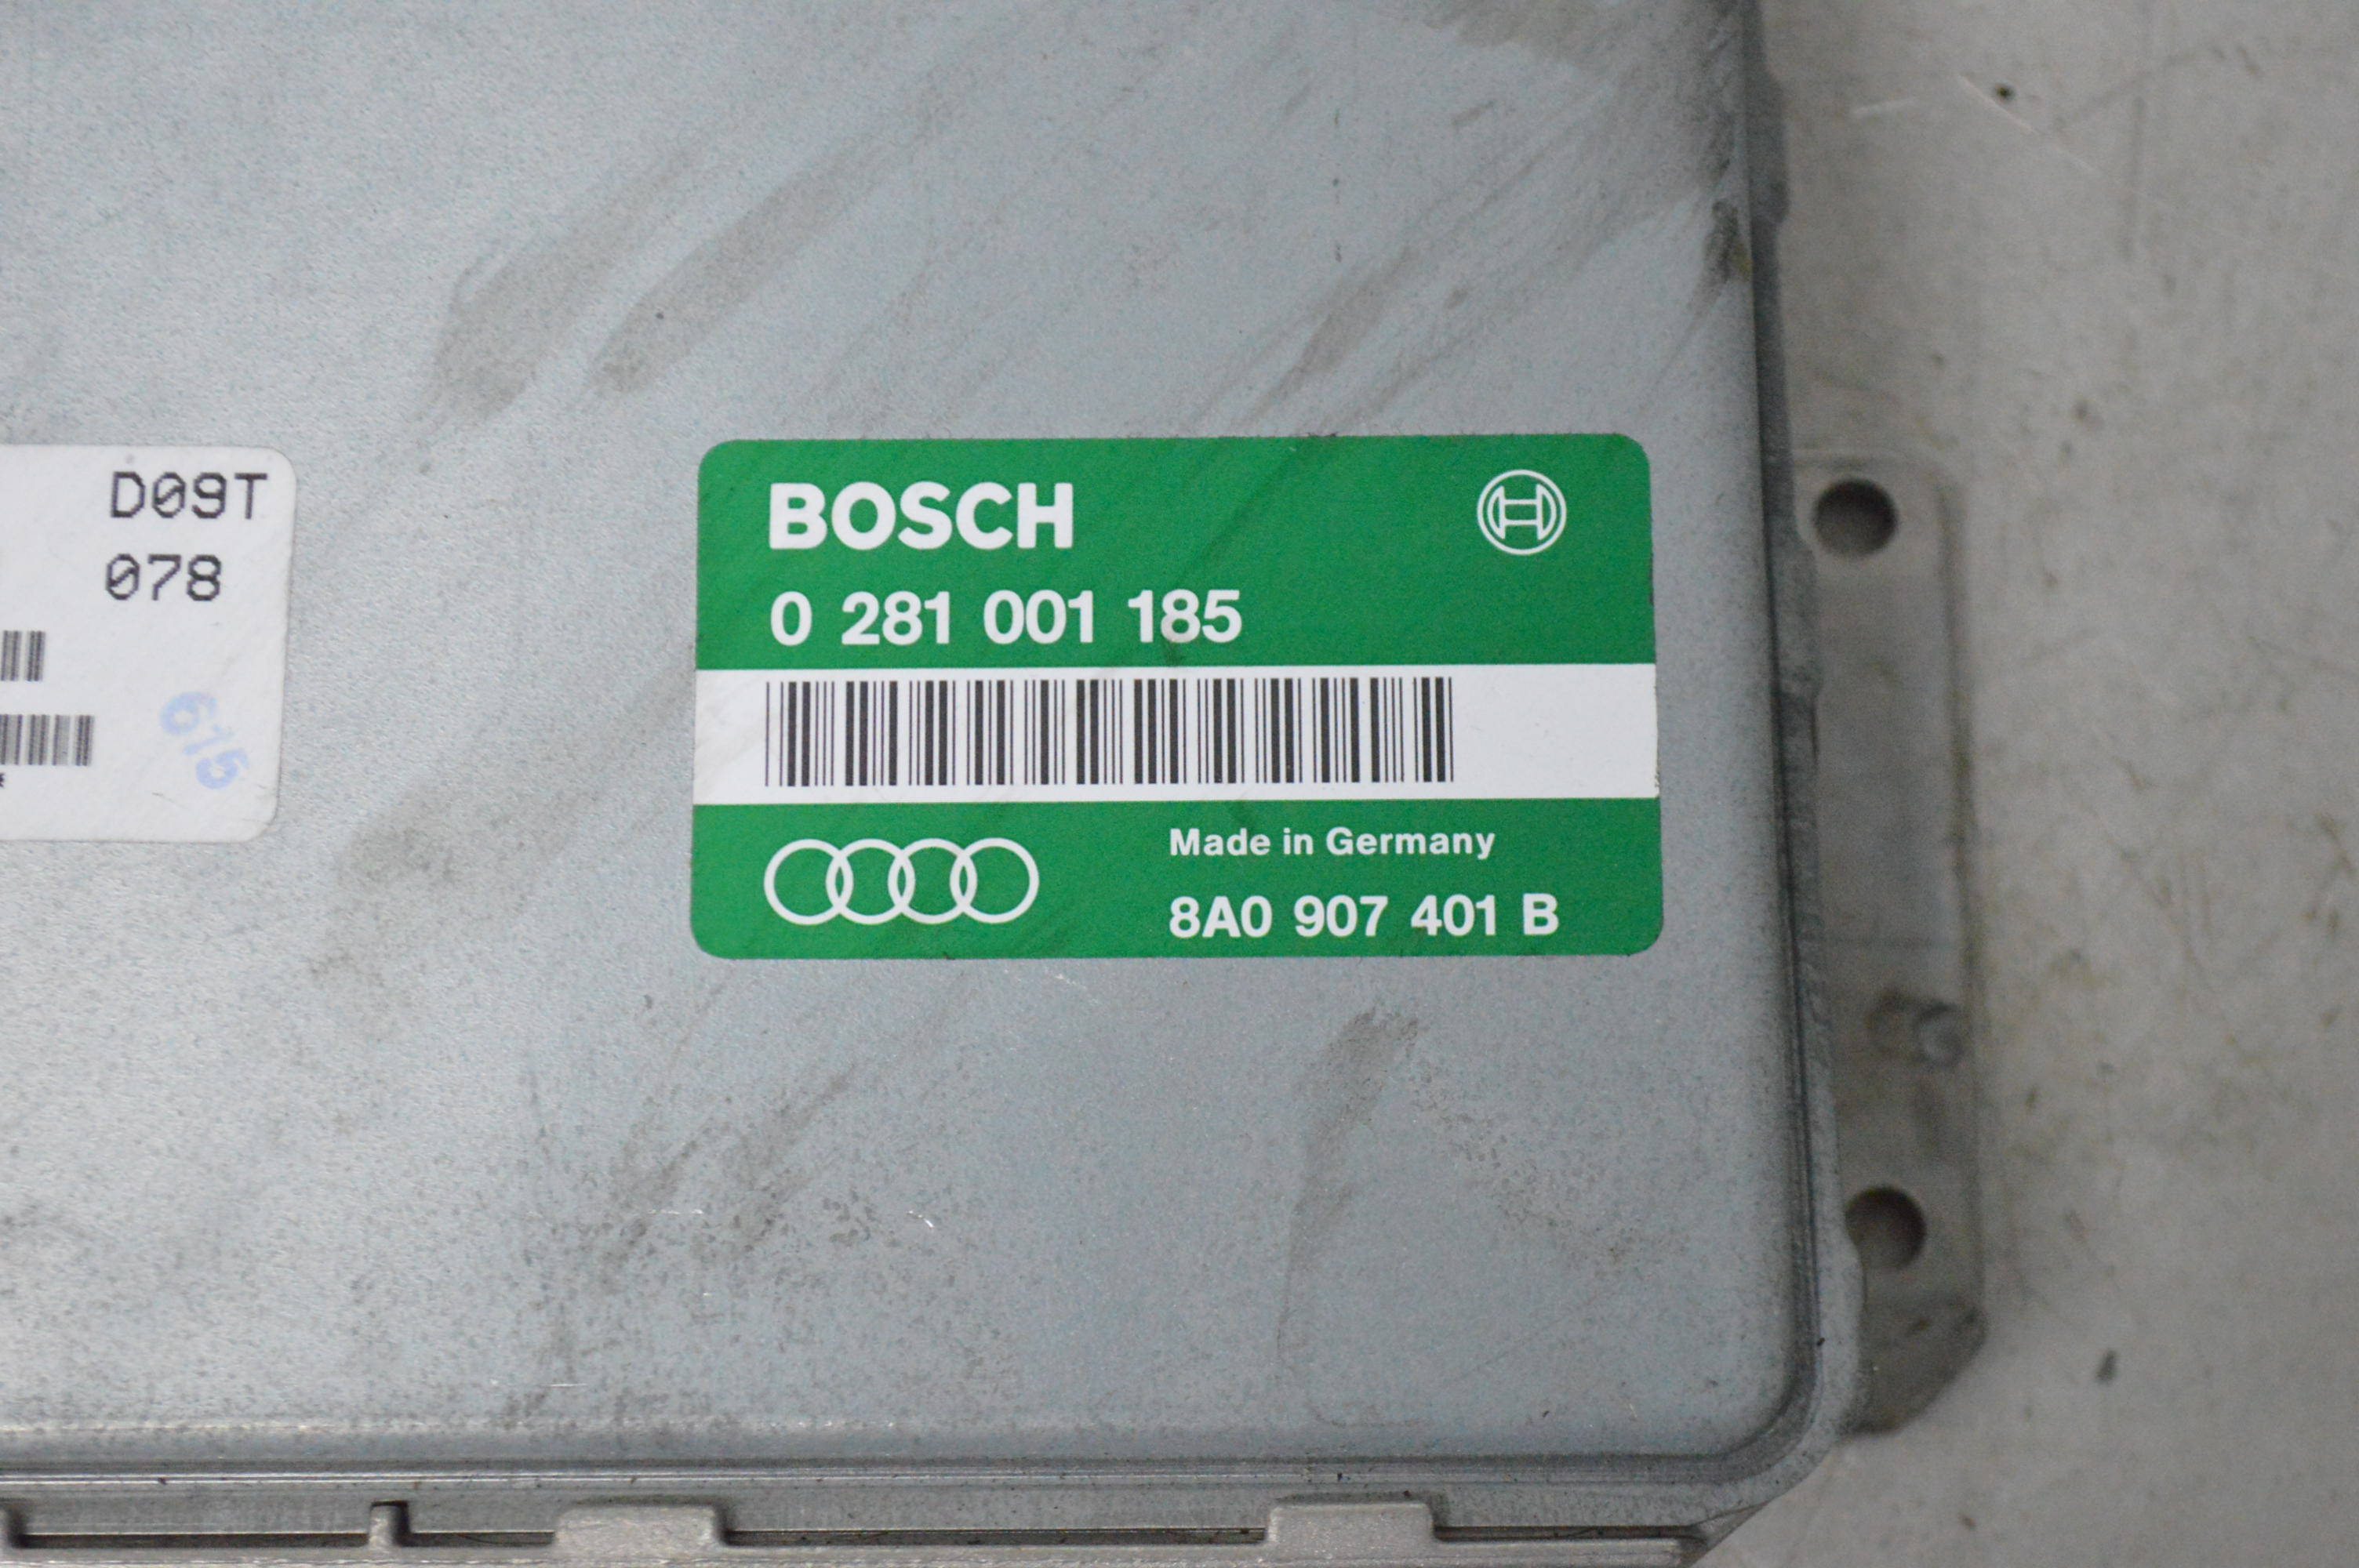 D09T
078
615
BOSCH
0 281 001 185
Made in Germany
8A0 907 401 B